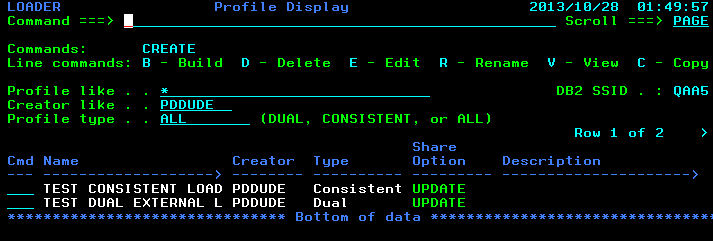 LOADER Profile Display 2013/10/28 01:49:57
Command ===> Scroll ===> PAGE
Commands: CREATE
Line commands: B - Build D - Delete E - Edit R - Rename V - View C - Copy
Profile like . . * DB2 SSID . : QAA5
Creator like . . PDDUDE
Profile type . . ALL (DUAL, CONSISTENT, or ALL)
Row 1 of 2 >
Share
Cmd Name Creator Type Option Description
--- -------------------> -------- ---------- --------- --------------------->
___ TEST CONSISTENT LOAD PDDUDE Consistent UPDATE
___ TEST DUAL EXTERNAL L PDDUDE Dual UPDATE
******************************* Bottom of data ********************************